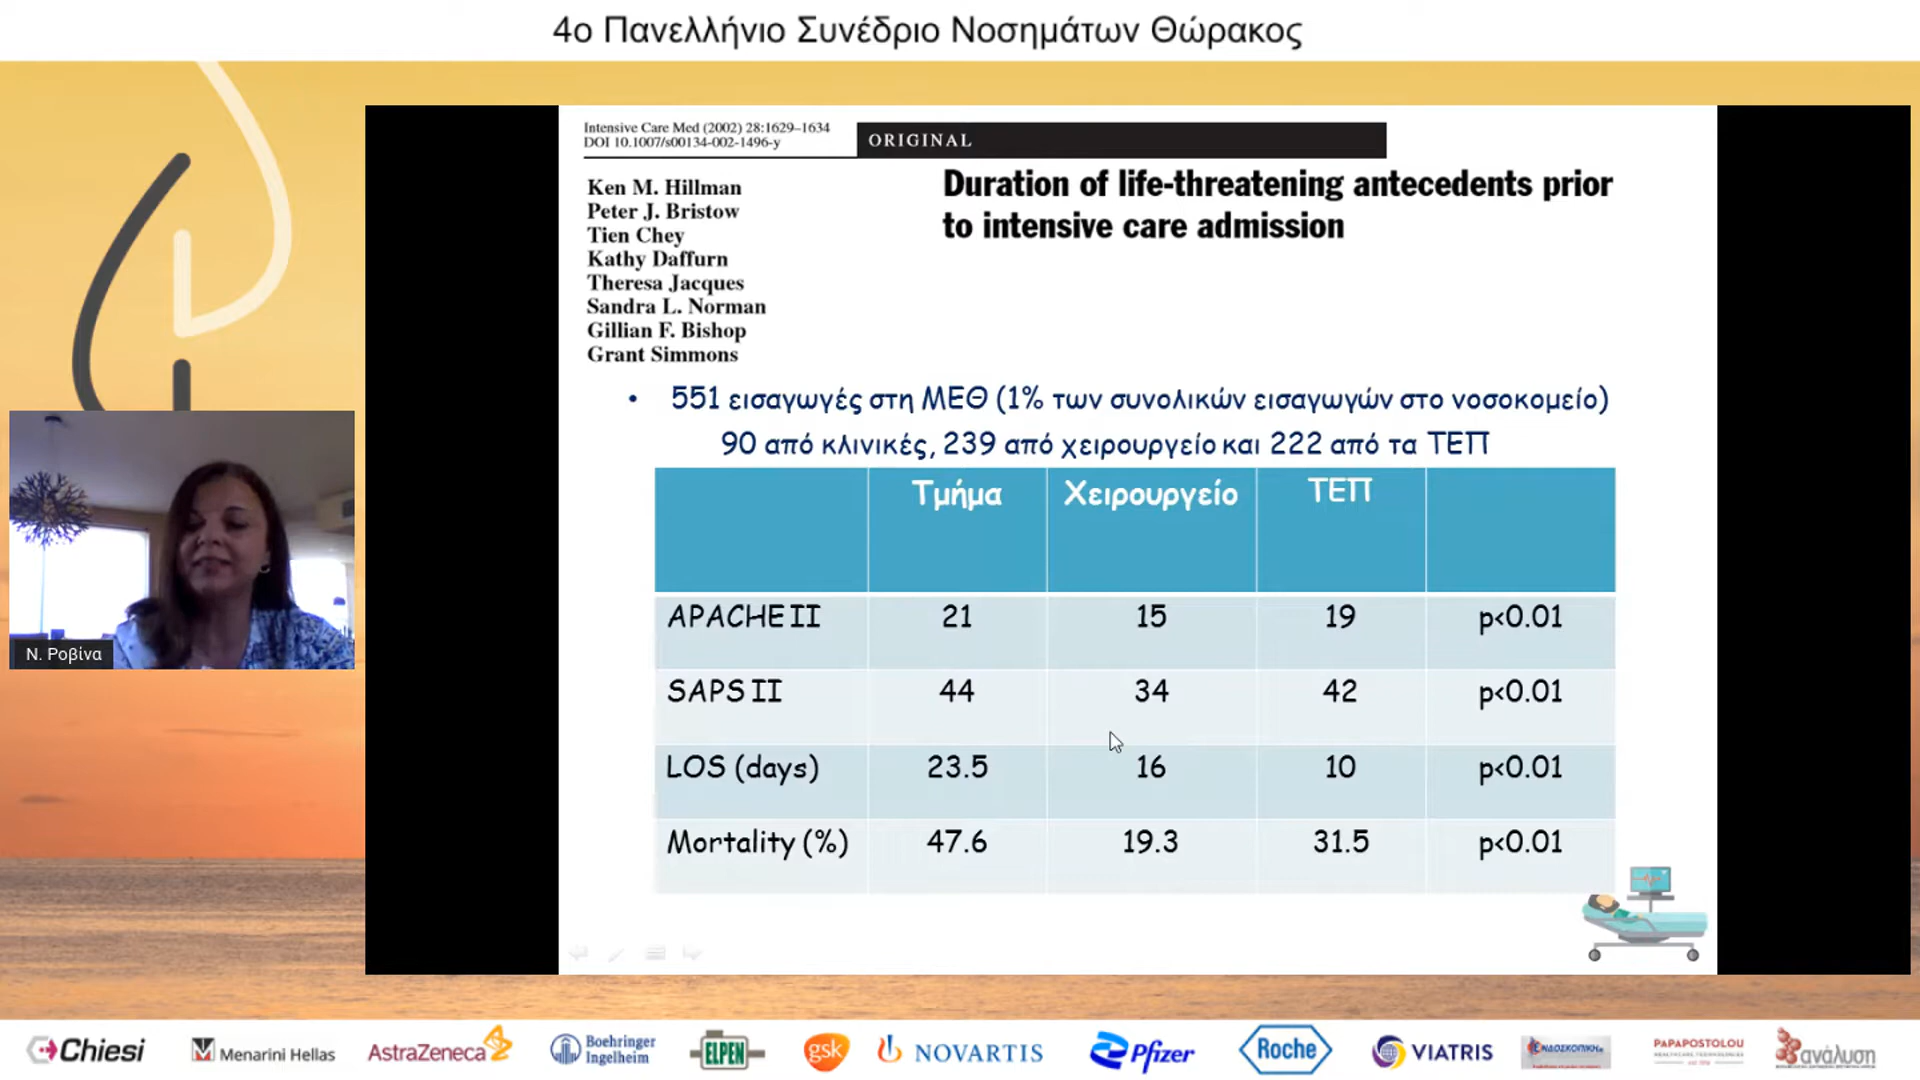 4ο Πανελλήνιο Συνέδριο Νοσημάτων Θώρακος
Intensive Care Med (2002) 28:1629–1634
DOI 10.1007/s00134-002-1496-y
ORIGINAL
Ken M. Hillman
Peter J. Bristow
Tien Chey
Kathy Daffurn
Theresa Jacques
Sandra L. Norman
Gillian F. Bishop
Grant Simmons
Duration of life-threatening antecedents prior
to intensive care admission
• 551 εισαγωγές στη ΜΕΘ (1% των συνολικών εισαγωγών στο νοσοκομείο)
90 από κλινικές, 239 από χειρουργείο και 222 από τα ΤΕΠ
Τμήμα Χειρουργείο ΤΕΠ
APACHE II 21 15 19 p<0.01
SAPS II 44 34 42 p<0.01
LOS (days) 23.5 16 10 p<0.01
Mortality (%) 47.6 19.3 31.5 p<0.01
Ν. Ροβίνα
Chiesi
Menarini Hellas
AstraZeneca
Boehringer
Ingelheim
ELPEN
gsk
NOVARTIS
Pfizer
Roche
VIATRIS
ΕΝΔΟΣΚΟΠΙΚΗ
PAPAPOSTOLOU
ανάλυση